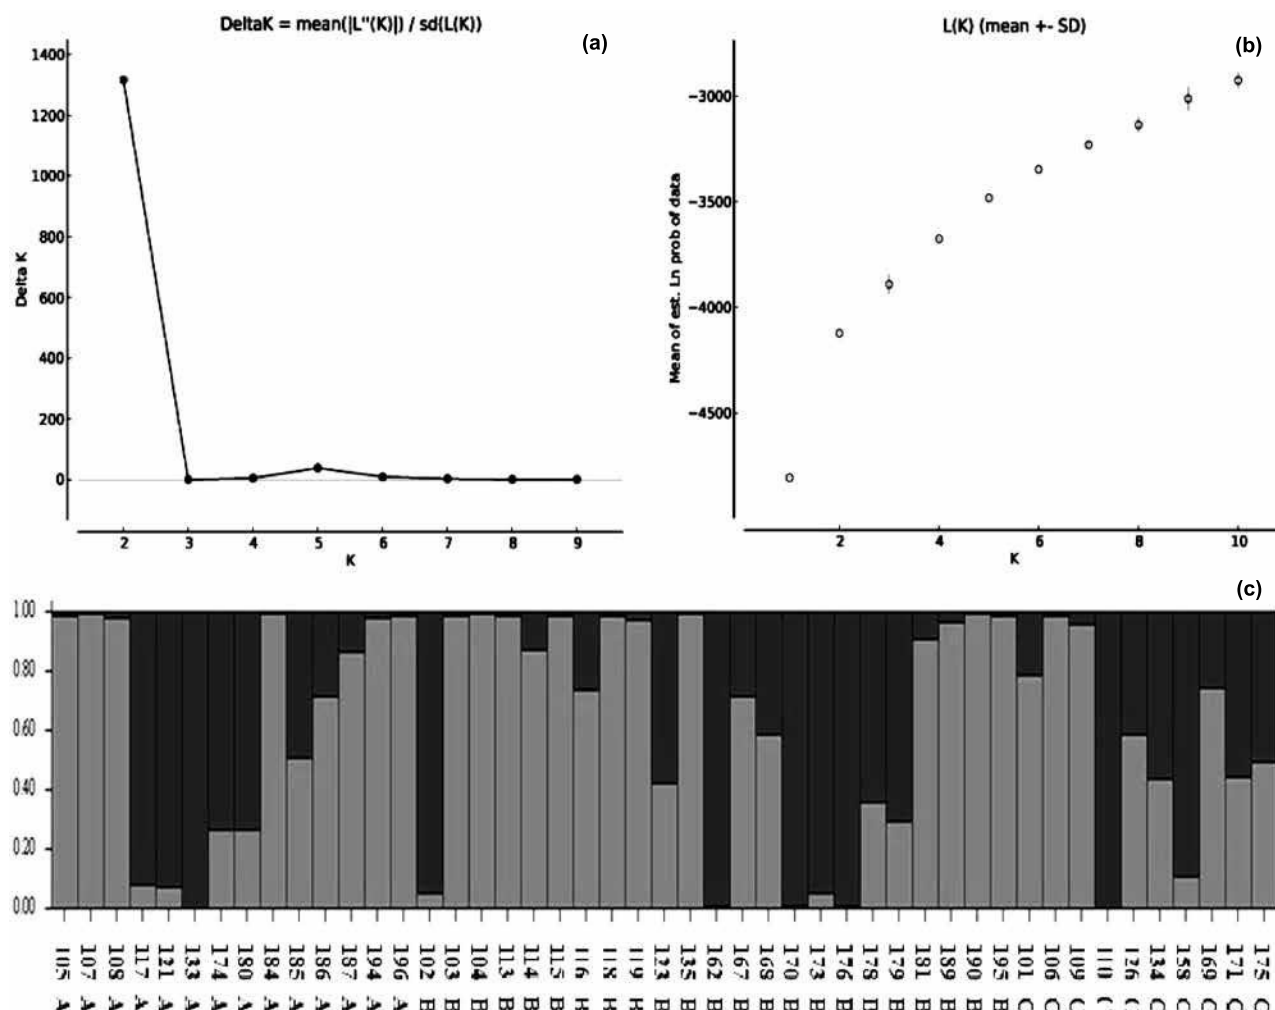 DeltaK = mean(|L''(K)|) / sd(L(K))
(a)
1400
1200
1000
800
600
400
200
0
Delta K
2 3 4 5 6 7 8 9
K
L(K) (mean +- SD)
(b)
−3000
−3500
−4000
−4500
Mean of est. Ln prob of data
2 4 6 8 10
K
(c)
1.00
0.80
0.60
0.40
0.20
0.00
105 A
107 A
108 A
117 A
121 A
133 A
174 A
180 A
184 A
185 A
186 A
187 A
194 A
196 A
102
103
104
113 B
114 B
115 B
116
118
119
123
135
162
167
168
170
173
176
178
179
181
189
190
195
101 C
106 C
109
110
126
134 C
158 C
169 C
171 C
175 C